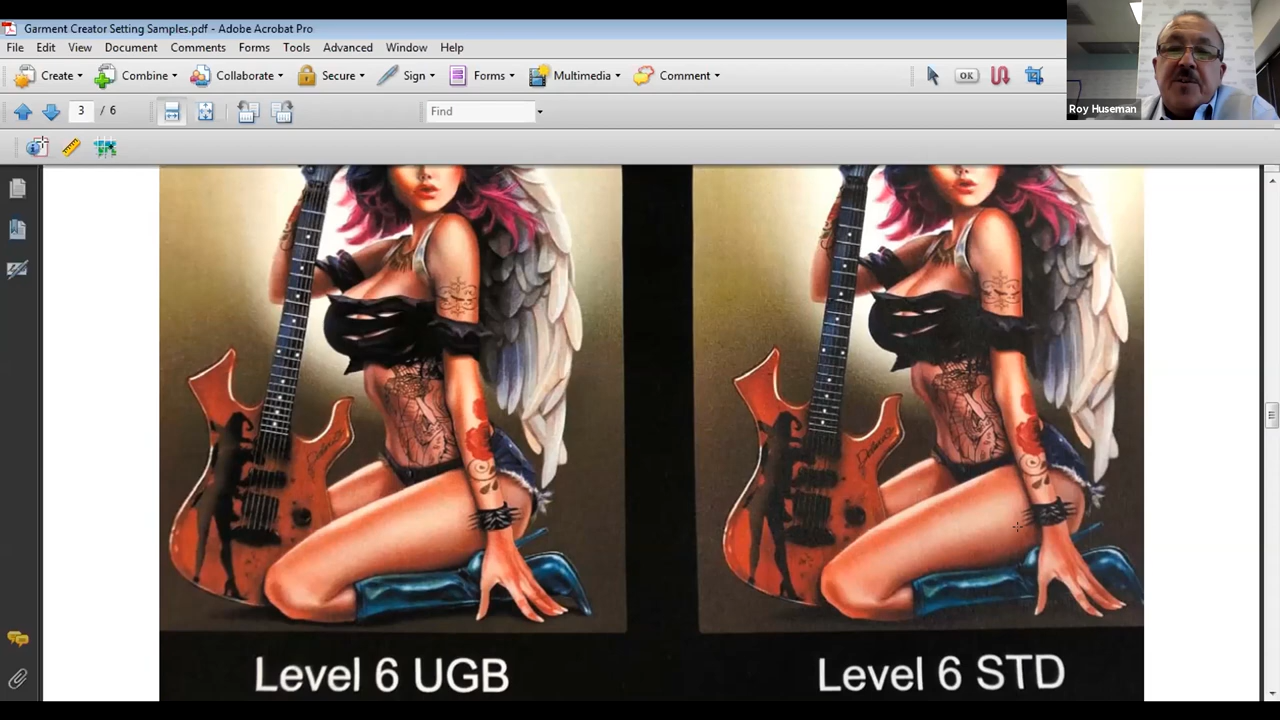 Garment Creator Setting Samples.pdf - Adobe Acrobat Pro
File Edit View Document Comments Forms Tools Advanced Window Help
Create Combine Collaborate Secure Sign Forms Multimedia Comment OK
3 / 6 Find
Roy Huseman
Level 6 UGB Level 6 STD